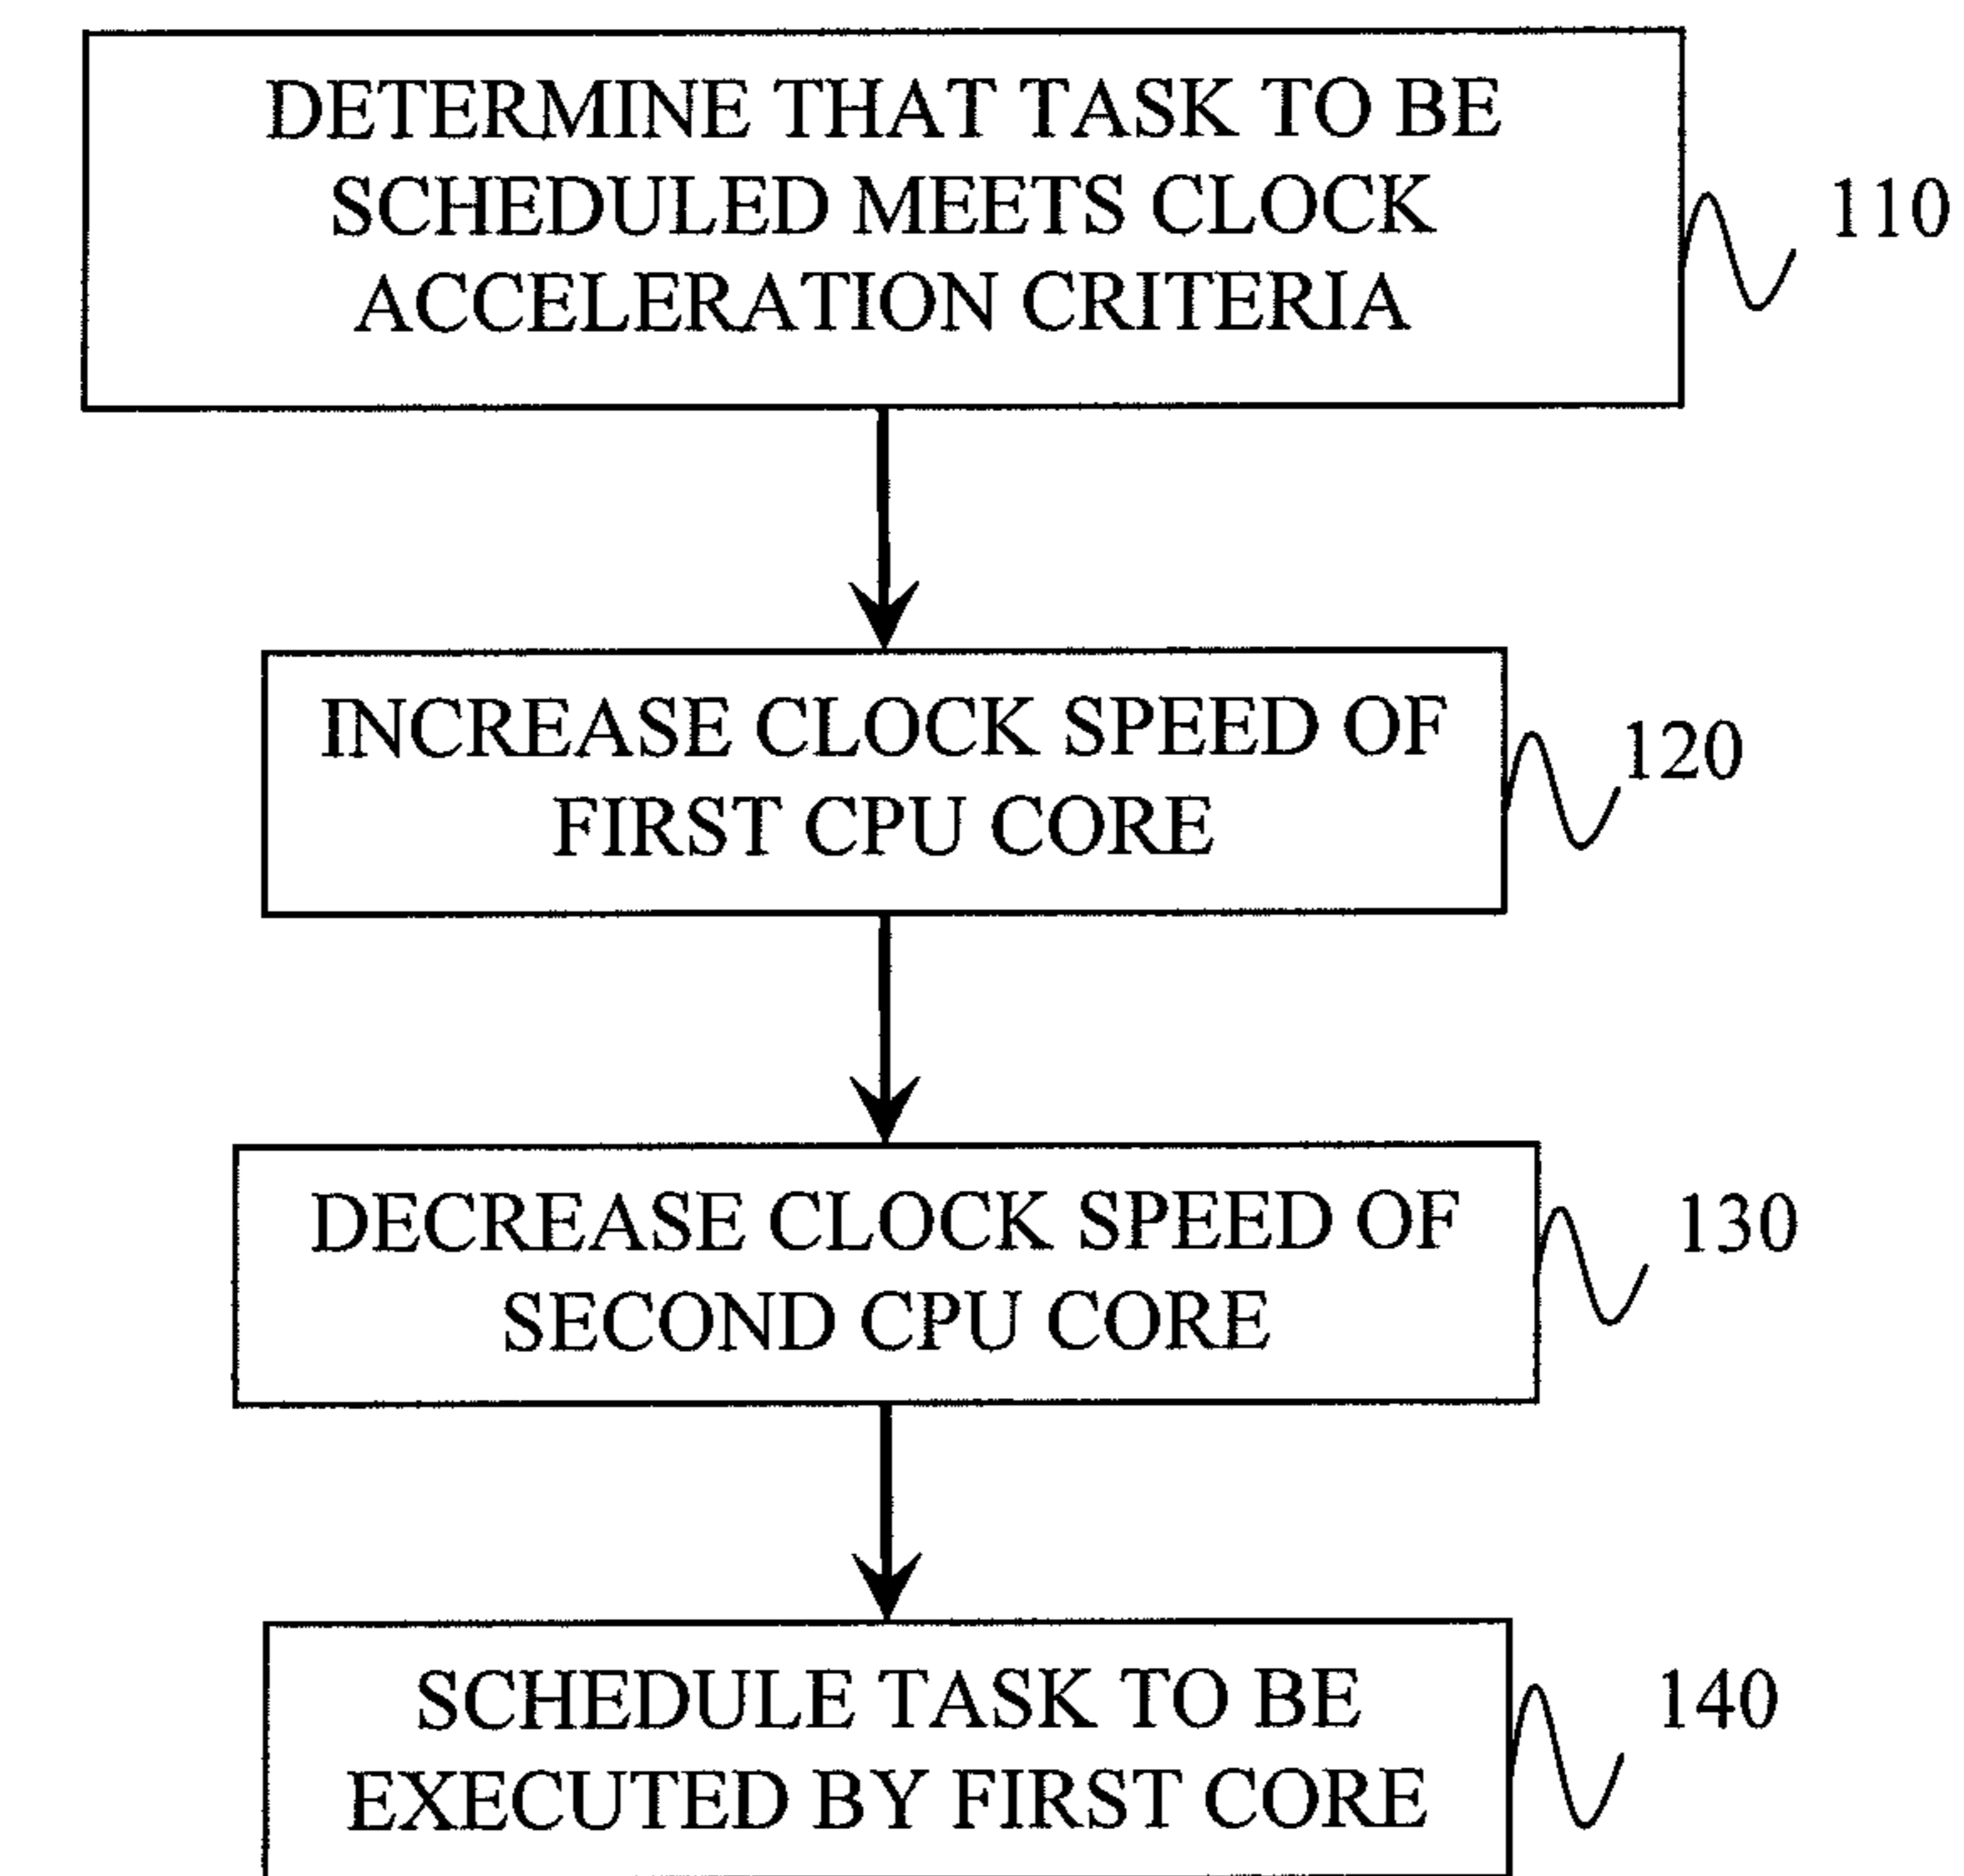 DETERMINE THAT TASK TO BE
SCHEDULED MEETS CLOCK
ACCELERATION CRITERIA
110
INCREASE CLOCK SPEED OF
FIRST CPU CORE
120
DECREASE CLOCK SPEED OF
SECOND CPU CORE
130
SCHEDULE TASK TO BE
EXECUTED BY FIRST CORE
140